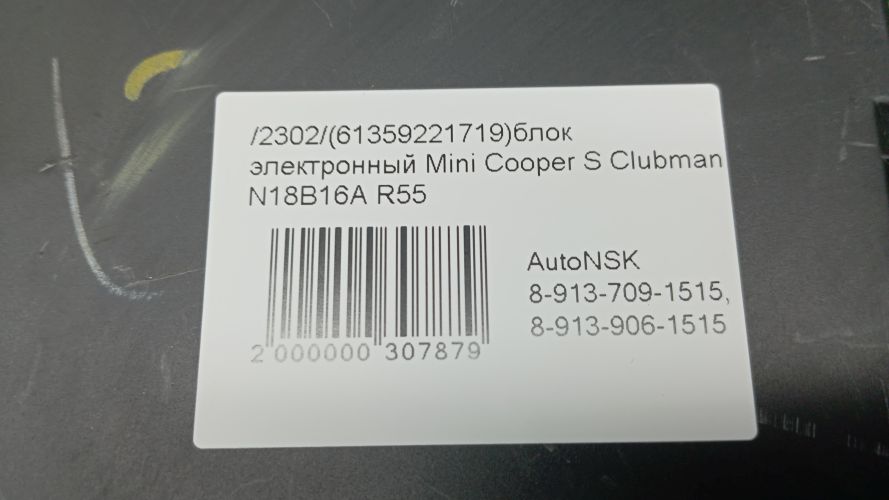 /2302/(61359221719)блок
электронный Mini Cooper S Clubman
N18B16A R55
AutoNSK
8-913-709-1515,
8-913-906-1515
2 000000 307879